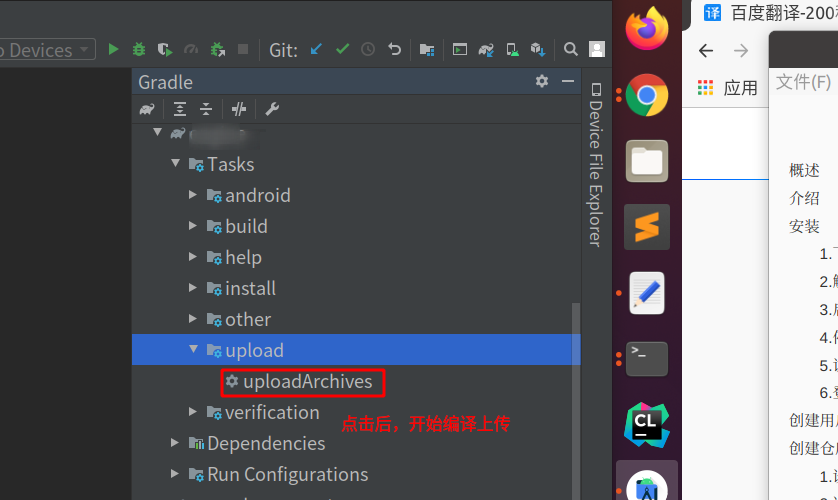 o Devices
Git:
百度翻译-200
应用
文件(F)
Gradle
Device File Explorer
Tasks
android
build
help
install
other
upload
uploadArchives
verification
点击后，开始编译上传
Dependencies
Run Configurations
>_
CL
概述
介绍
安装
1.
2.
3.
4.
5.
6.
创建用
创建仓
1.